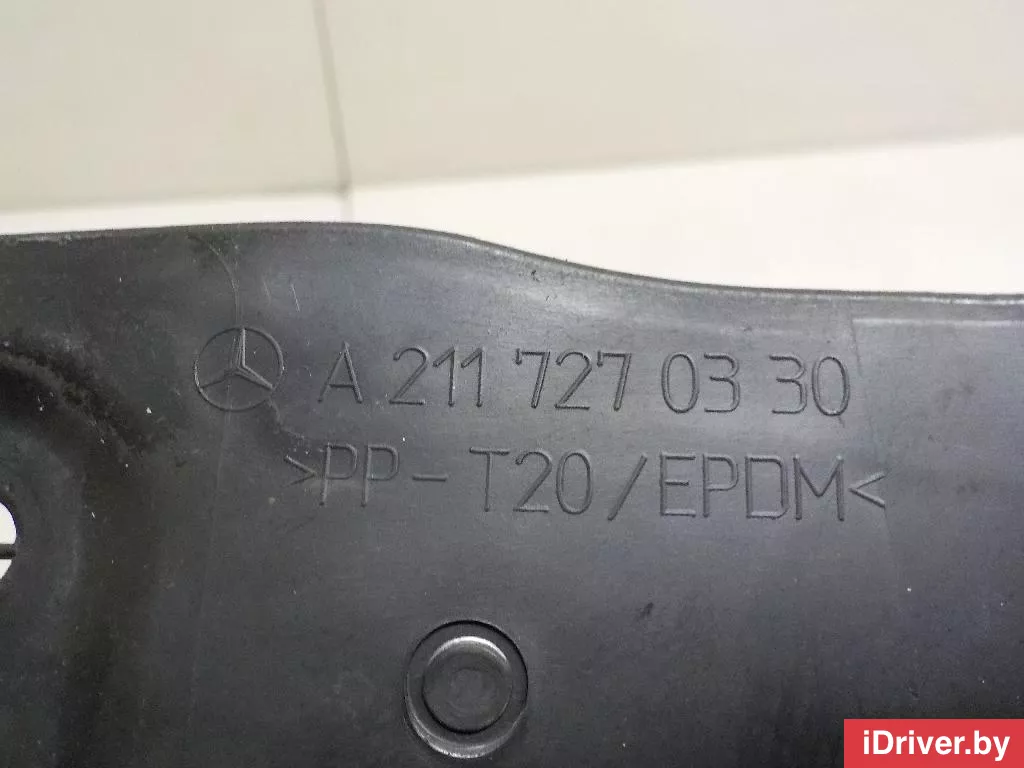 A 211 727 03 30
>PP-T20/EPDM<
iDriver.by